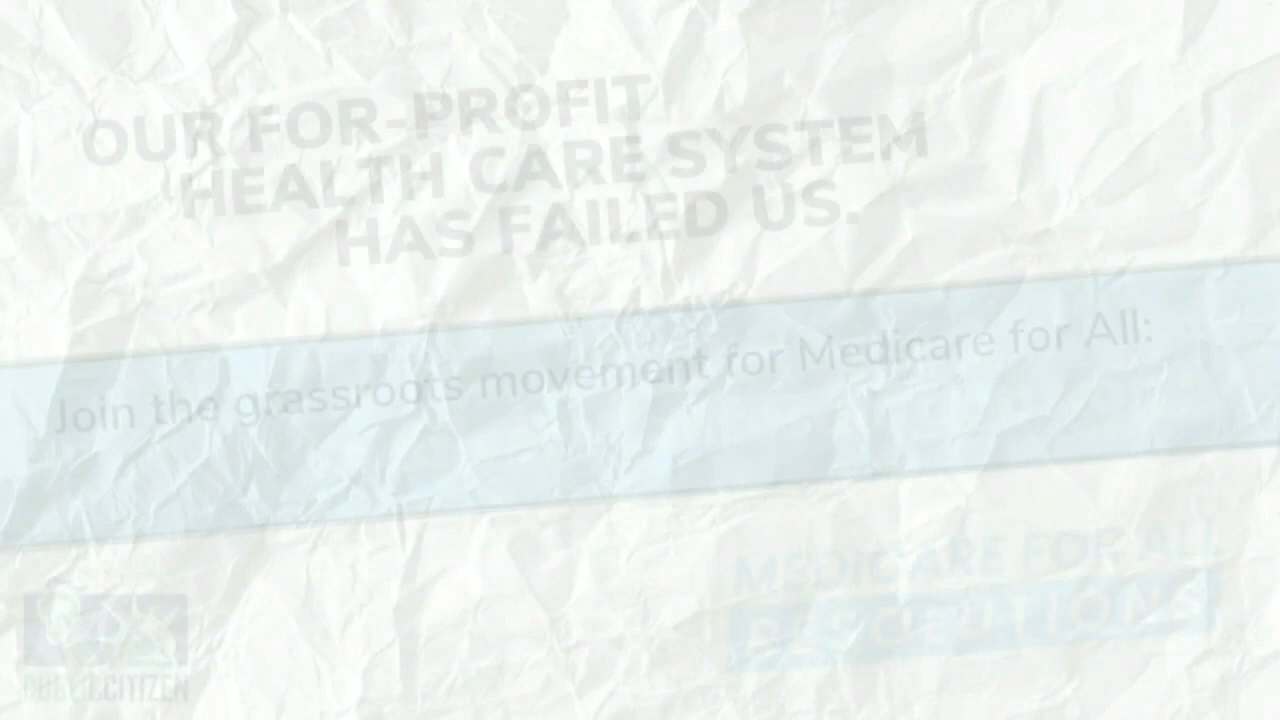 OUR FOR-PROFIT
HEALTH CARE SYSTEM
HAS FAILED US.
Join the grassroots movement for Medicare for All:
MEDICARE FOR ALL
RESOLUTIONS
PUBLIC CITIZEN